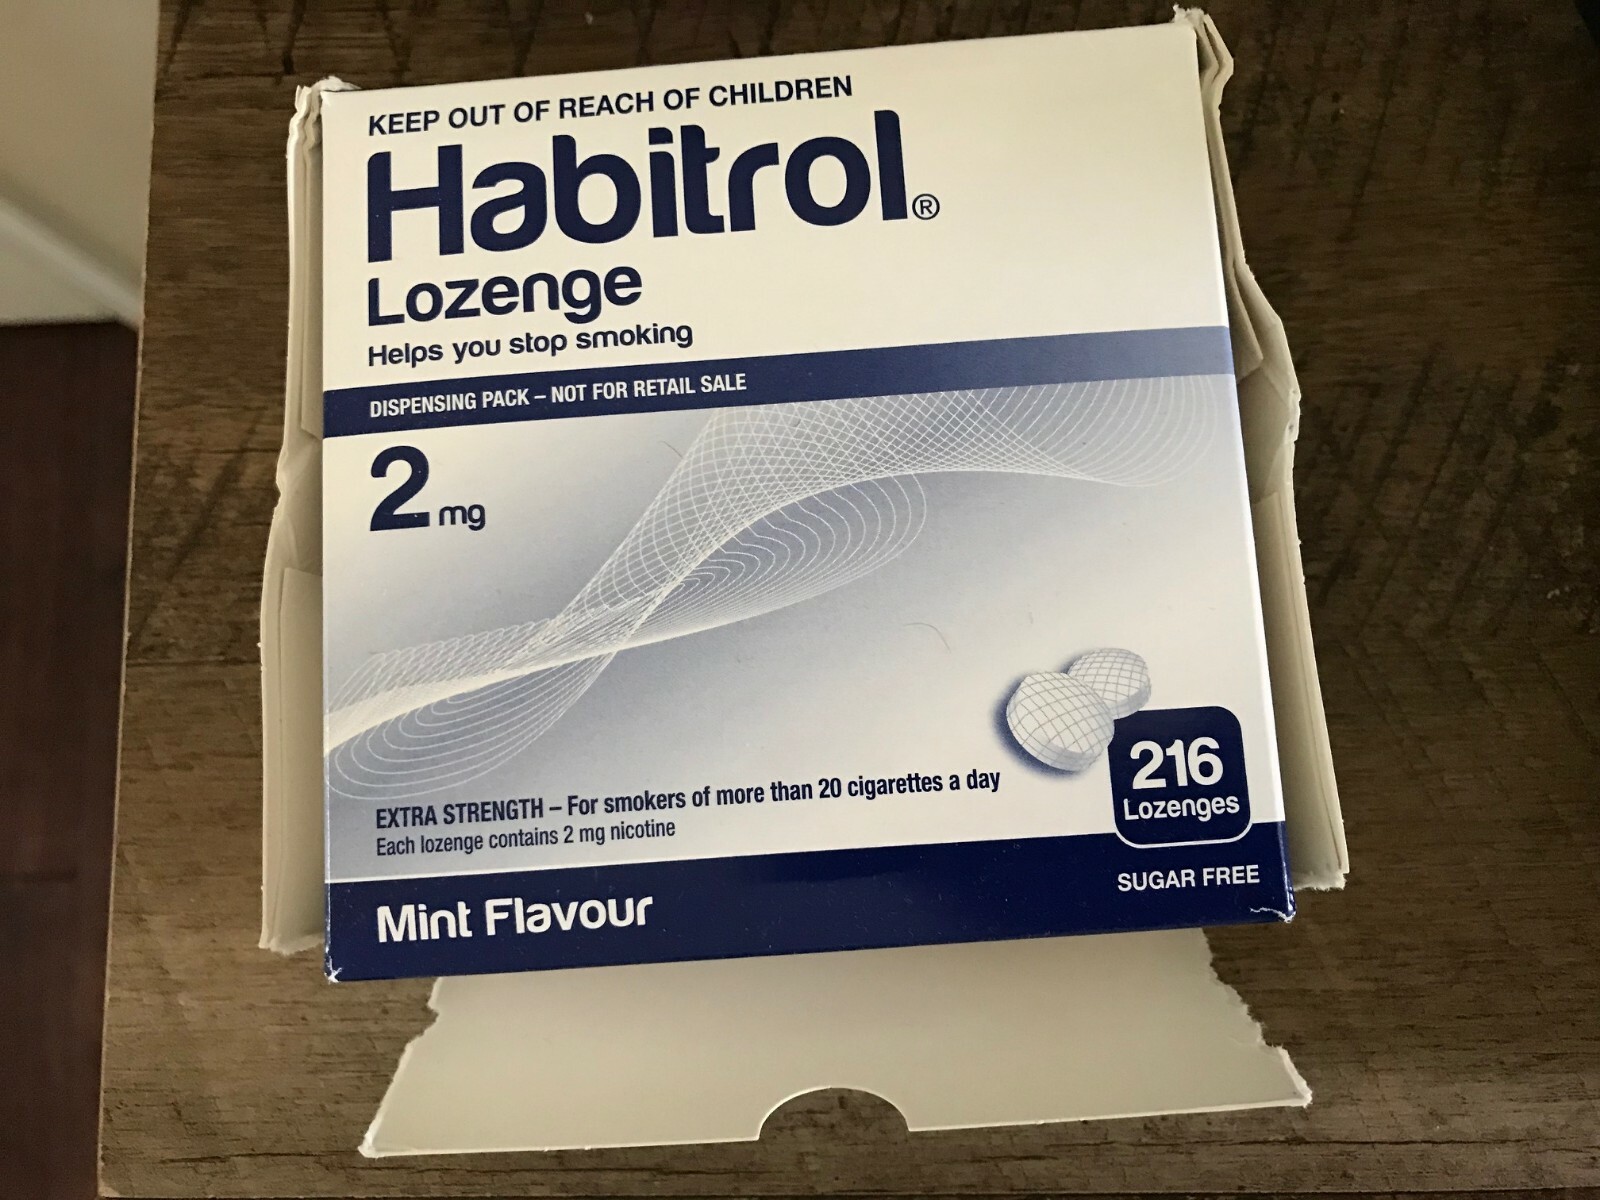 KEEP OUT OF REACH OF CHILDREN
Habitrol®
Lozenge
Helps you stop smoking
DISPENSING PACK – NOT FOR RETAIL SALE
2 mg
216
Lozenges
EXTRA STRENGTH – For smokers of more than 20 cigarettes a day
Each lozenge contains 2 mg nicotine
SUGAR FREE
Mint Flavour